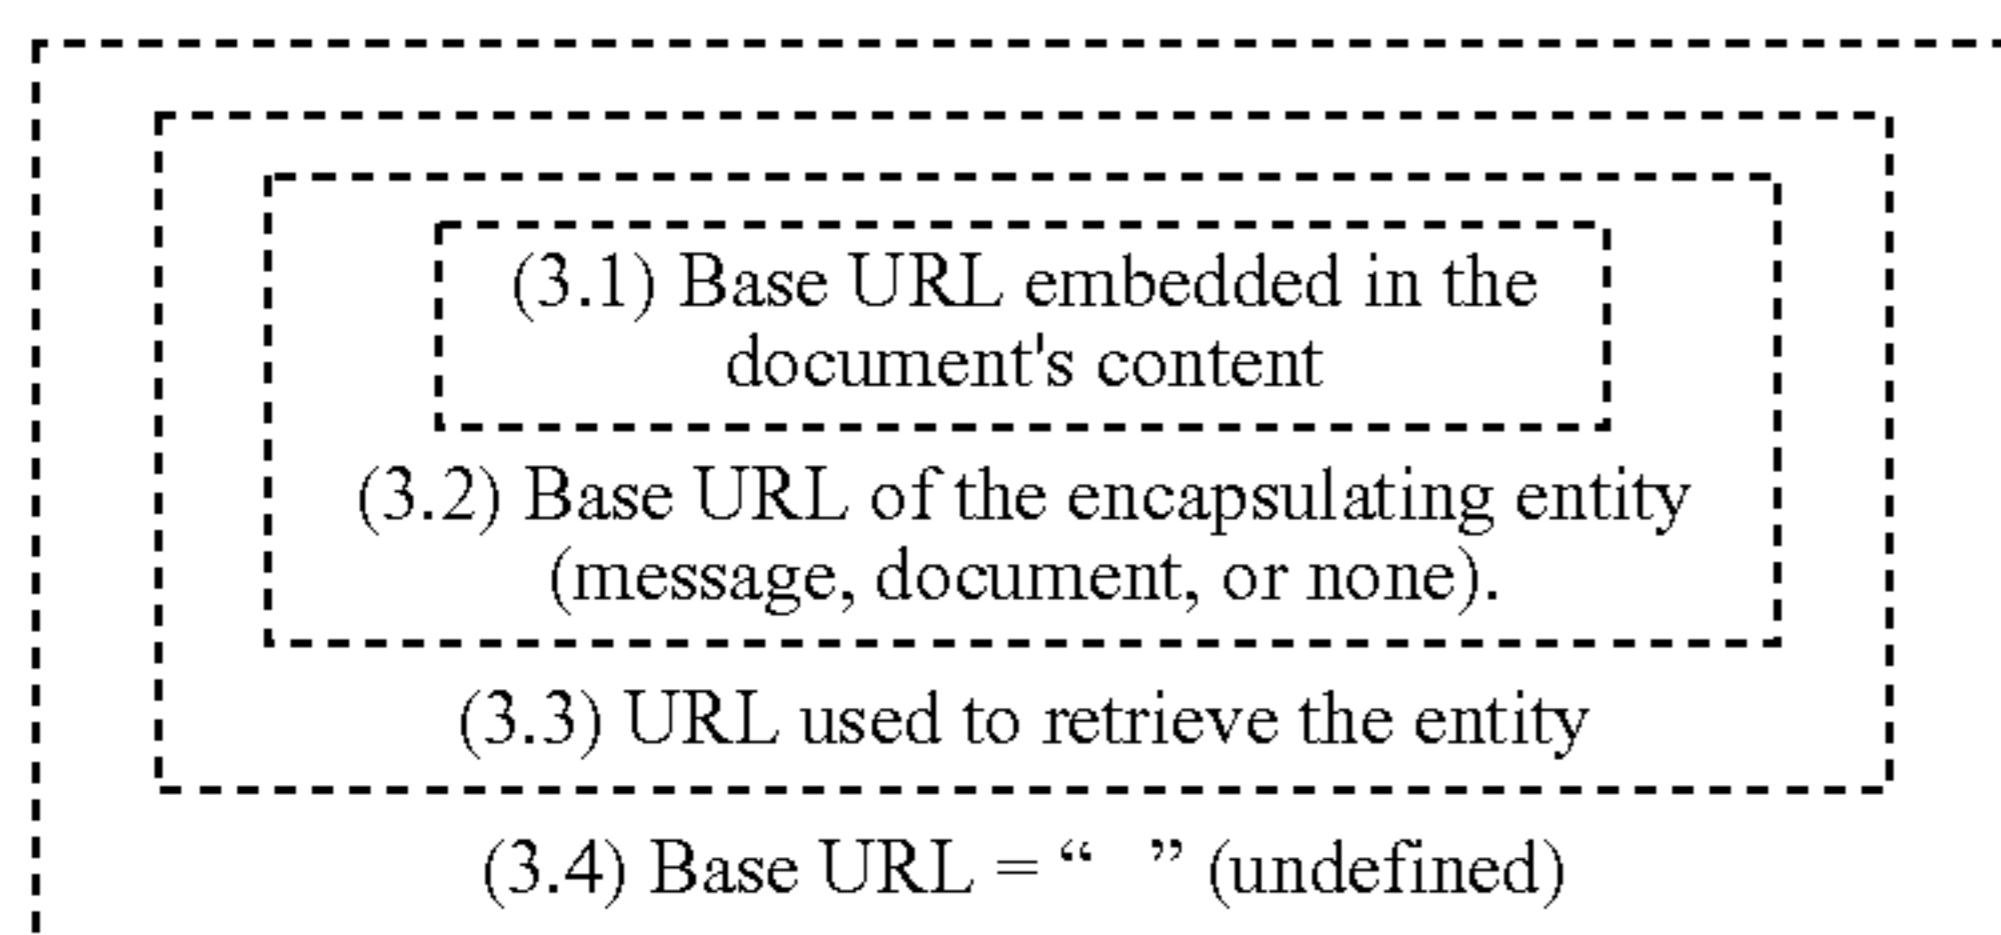 (3.1) Base URL embedded in the
document's content
(3.2) Base URL of the encapsulating entity
(message, document, or none).
(3.3) URL used to retrieve the entity
(3.4) Base URL = “ ” (undefined)